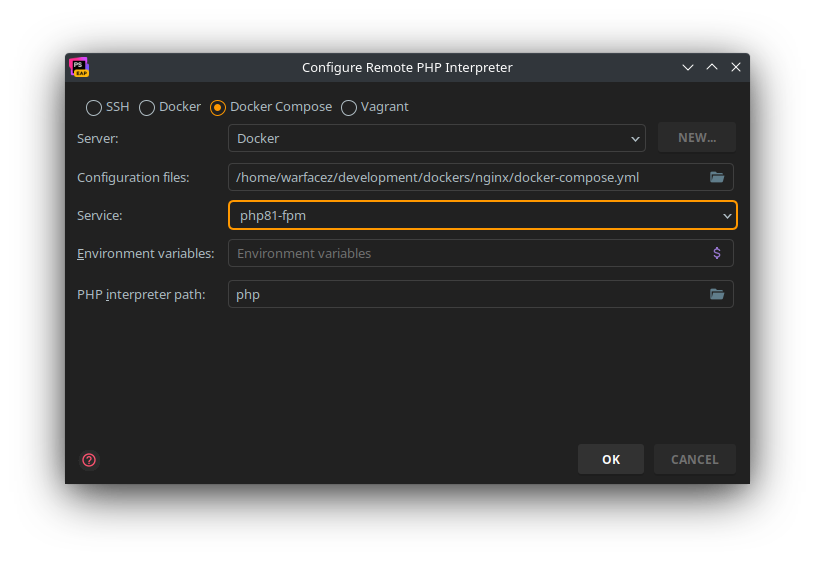 PS
EAP
Configure Remote PHP Interpreter
SSH Docker Docker Compose Vagrant
Server: Docker NEW...
Configuration files: /home/warfacez/development/dockers/nginx/docker-compose.yml
Service: php81-fpm
Environment variables: Environment variables $
PHP interpreter path: php
? OK CANCEL